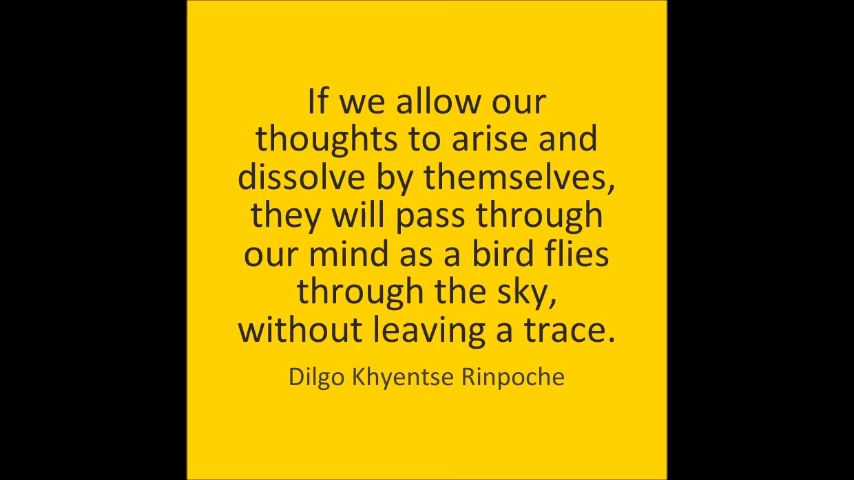 If we allow our
thoughts to arise and
dissolve by themselves,
they will pass through
our mind as a bird flies
through the sky,
without leaving a trace.
Dilgo Khyentse Rinpoche